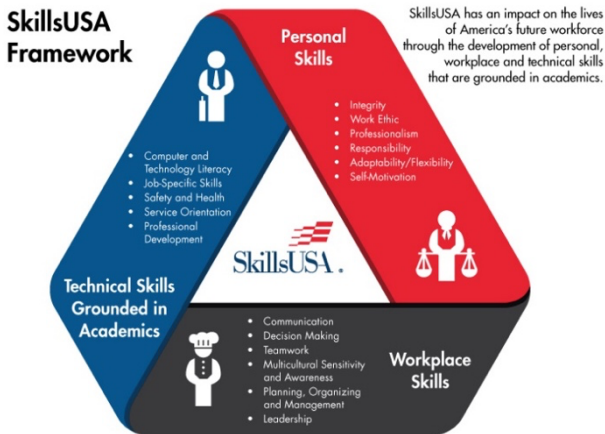 SkillsUSA
Framework
SkillsUSA has an impact on the lives
of America's future workforce
through the development of personal,
workplace and technical skills
that are grounded in academics.
Personal
Skills
• Integrity
• Work Ethic
• Professionalism
• Responsibility
• Adaptability/Flexibility
• Self-Motivation
• Computer and
Technology Literacy
• Job-Specific Skills
• Safety and Health
• Service Orientation
• Professional
Development
Technical Skills
Grounded in
Academics
SkillsUSA®
• Communication
• Decision Making
• Teamwork
• Multicultural Sensitivity
and Awareness
• Planning, Organizing
and Management
• Leadership
Workplace
Skills